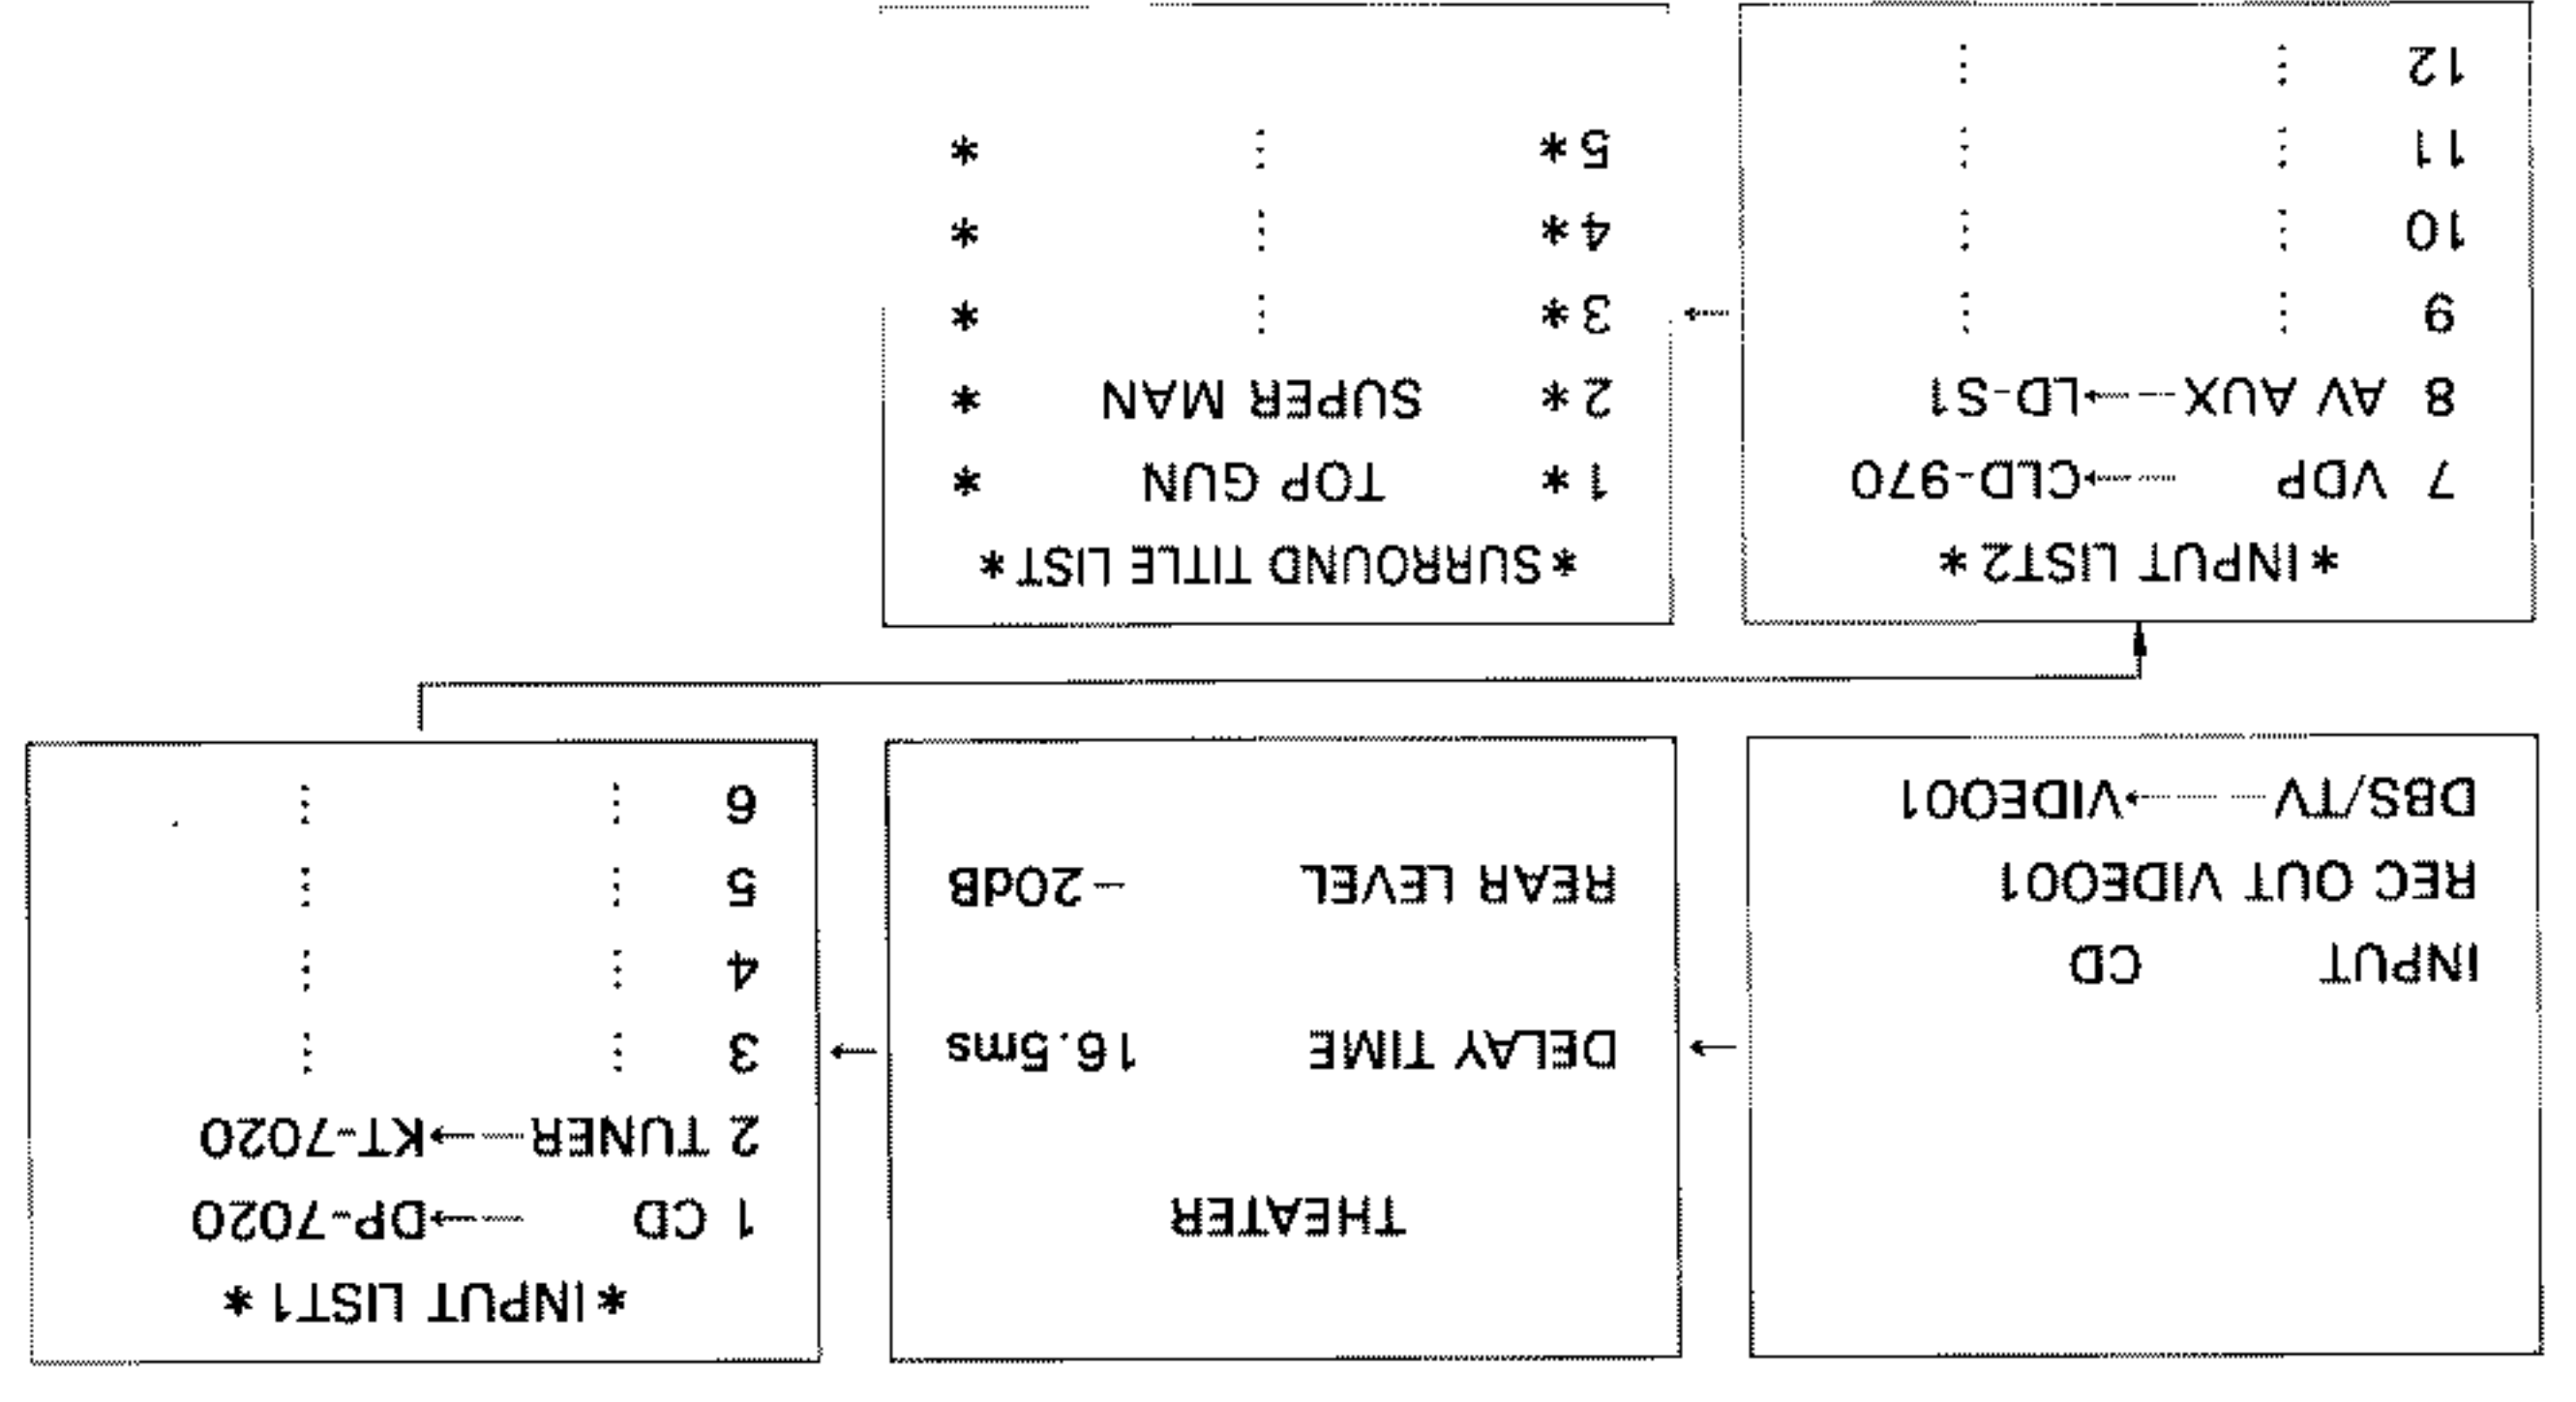 INPUT CD
REC OUT VIDEO01
DBS/TV----→VIDEO01
THEATER
DELAY TIME 16.5ms
REAR LEVEL −20dB
*INPUT LIST1*
1 CD --→DP-7020
2 TUNER--→KT-7020
3 ⋮ ⋮
4 ⋮ ⋮
5 ⋮ ⋮
6 ⋮ ⋮
*INPUT LIST2*
7 VDP --→CLD-970
8 AV AUX--→LD-S1
9 ⋮ ⋮
10 ⋮ ⋮
11 ⋮ ⋮
12 ⋮ ⋮
*SURROUND TITLE LIST*
1* TOP GUN *
2* SUPER MAN *
3* ⋮ *
4* ⋮ *
5* ⋮ *